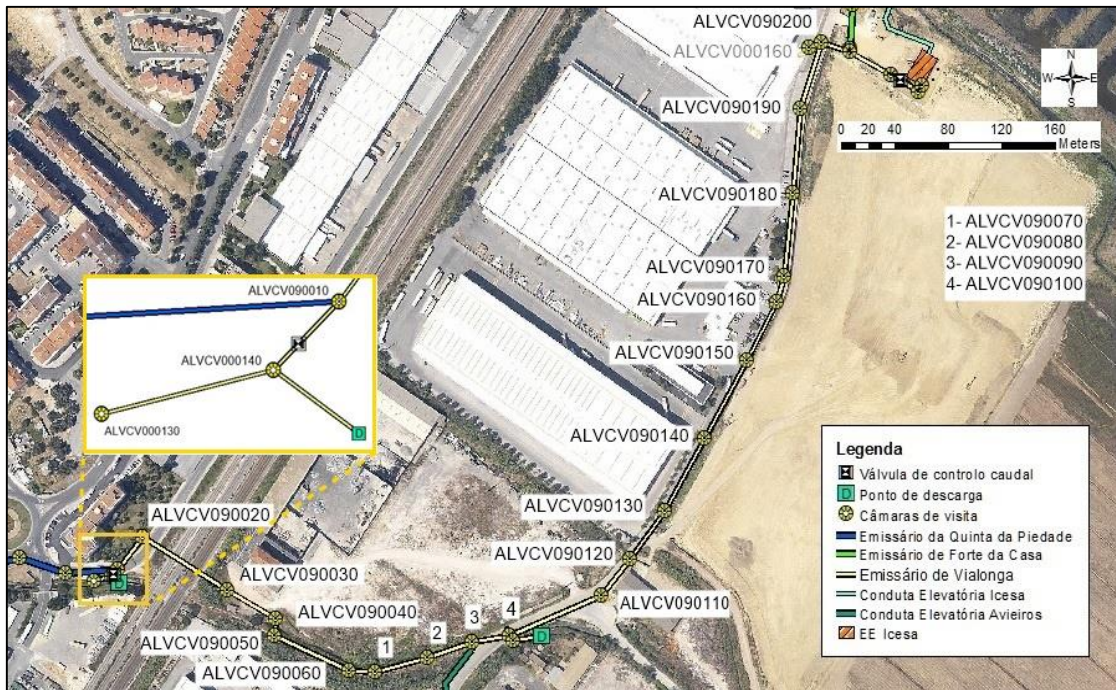 ALVCV090200
ALVCV000160
N
W E
S
ALVCV090190
0 20 40 80 120 160
Meters
ALVCV090180
1- ALVCV090070
2- ALVCV090080
3- ALVCV090090
4- ALVCV090100
ALVCV090170
ALVCV090160
ALVCV090010
ALVCV000140
ALVCV000130
D
ALVCV090150
ALVCV090140
ALVCV090130
ALVCV090020
ALVCV090120
ALVCV090030
ALVCV090110
ALVCV090040
ALVCV090050
ALVCV090060
1
2
3
4
D
D
Legenda
Válvula de controlo caudal
D Ponto de descarga
Câmaras de visita
Emissário da Quinta da Piedade
Emissário de Forte da Casa
Emissário de Vialonga
Conduta Elevatória Icesa
Conduta Elevatória Avieiros
EE Icesa